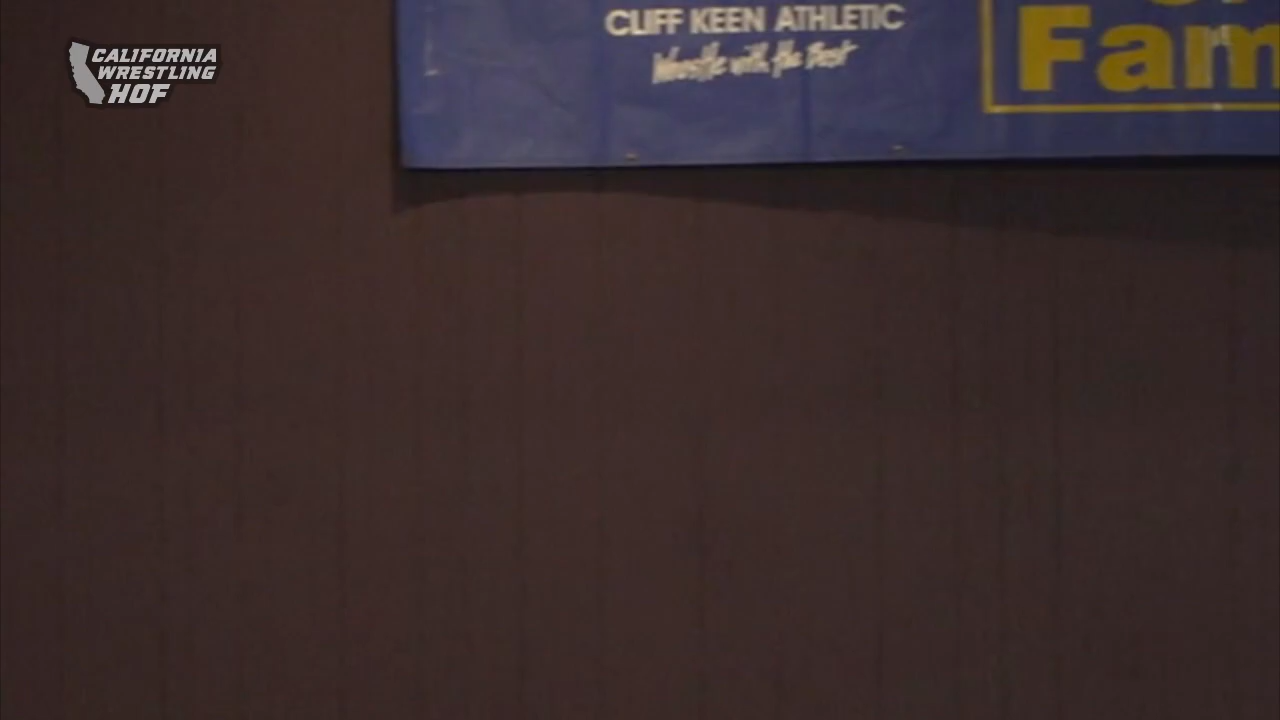 CALIFORNIA
WRESTLING
HOF
CLIFF KEEN ATHLETIC
Wrestle with the Best
Fam